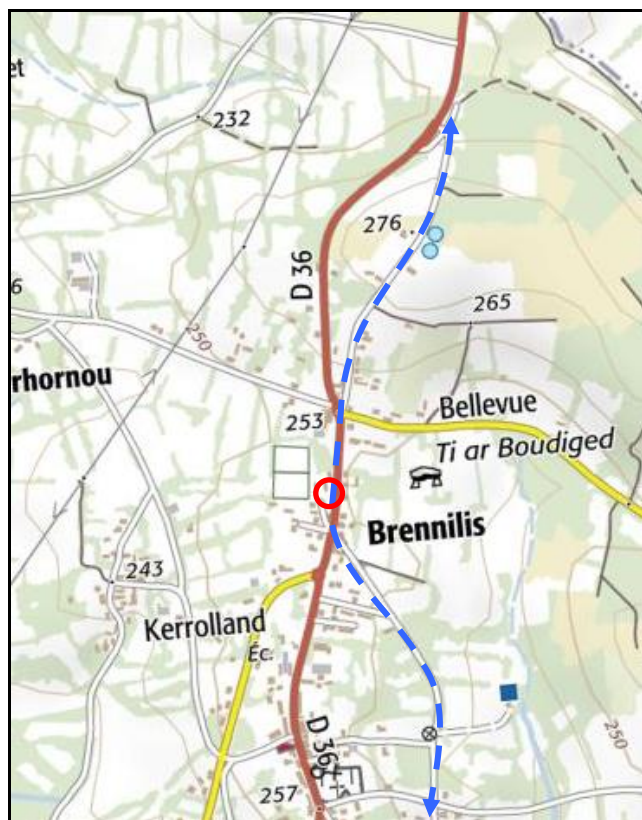 et
232
276
D 36
265
6
250
rhornou
253
Bellevue
Ti ar Boudiged
Brennilis
243
Kerrolland
Éc.
D 36
250
257